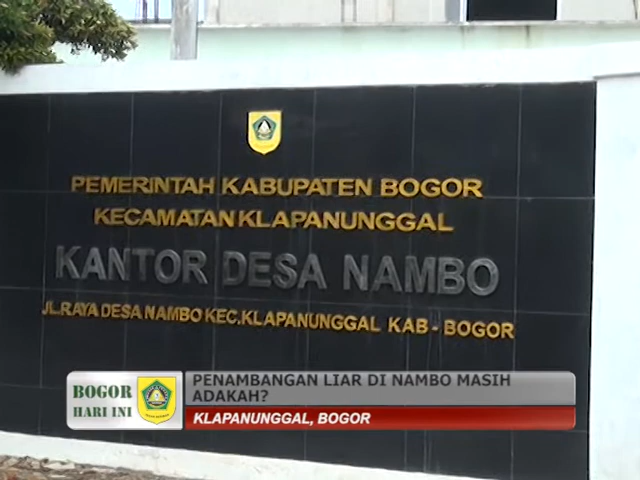 PEMERINTAH KABUPATEN BOGOR
KECAMATAN KLAPANUNGGAL
KANTOR DESA NAMBO
JL.RAYA DESA NAMBO KEC.KLAPANUNGGAL KAB - BOGOR
BOGOR
HARI INI
PENAMBANGAN LIAR DI NAMBO MASIH
ADAKAH?
KLAPANUNGGAL, BOGOR